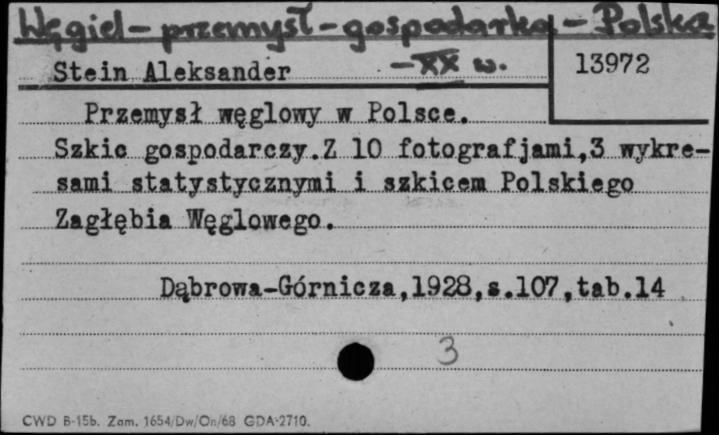 Węgiel - przemysł - gospodarka - Polska
- XX w.
Stein Aleksander
13972
Przemysł węglowy w Polsce.
Szkic gospodarczy.Z 10 fotografjami,3 wykre-
sami statystycznymi i szkicem Polskiego
Zagłębia Węglowego.
Dąbrowa-Górnicza,1928,s.107,tab.14
3
CWD B-15b. Zam. 1654/Dw/On/68 GDA-2710.